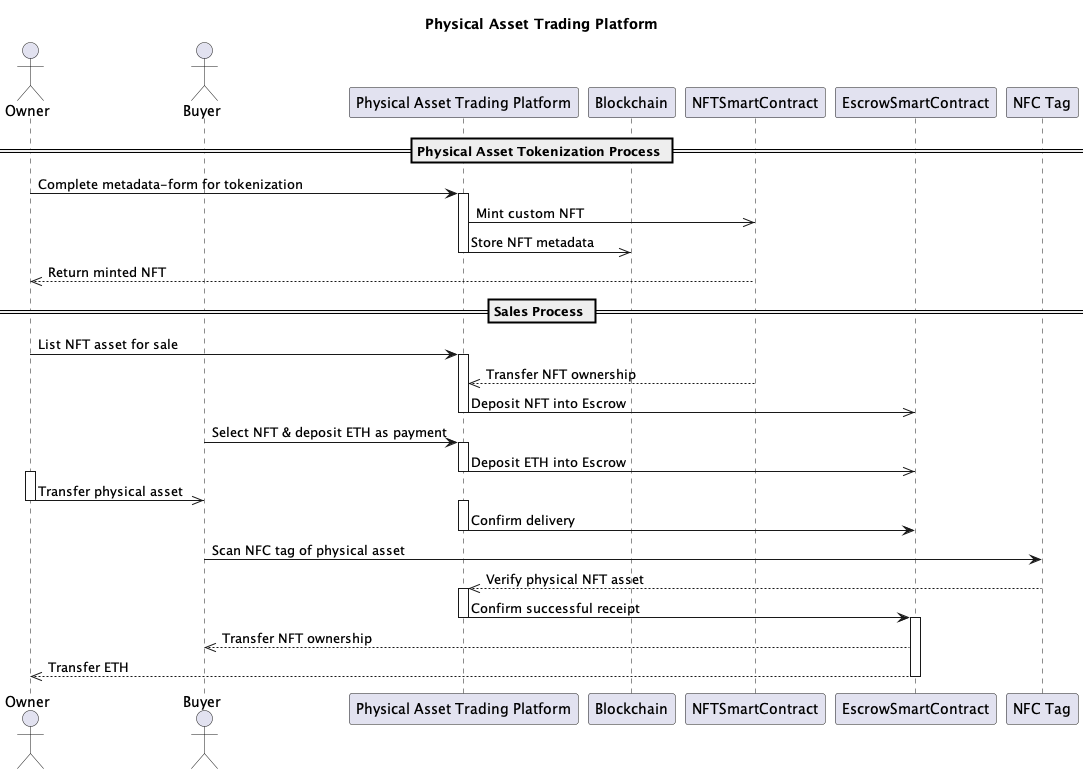 Physical Asset Trading Platform
Owner
Buyer
Physical Asset Trading Platform
Blockchain
NFTSmartContract
EscrowSmartContract
NFC Tag
Physical Asset Tokenization Process
Complete metadata-form for tokenization
Mint custom NFT
Store NFT metadata
Return minted NFT
Sales Process
List NFT asset for sale
Transfer NFT ownership
Deposit NFT into Escrow
Select NFT & deposit ETH as payment
Deposit ETH into Escrow
Transfer physical asset
Confirm delivery
Scan NFC tag of physical asset
Verify physical NFT asset
Confirm successful receipt
Transfer NFT ownership
Transfer ETH
Owner
Buyer
Physical Asset Trading Platform
Blockchain
NFTSmartContract
EscrowSmartContract
NFC Tag